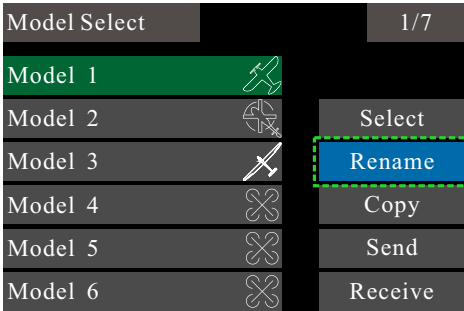 Model Select
1/7
Model 1
Model 2
Select
Model 3
Rename
Model 4
Copy
Model 5
Send
Model 6
Receive